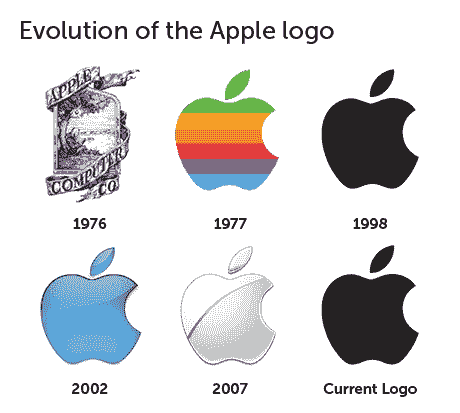 Evolution of the Apple logo
APPLE
COMPUTER
CO
1976
1977
1998
2002
2007
Current Logo